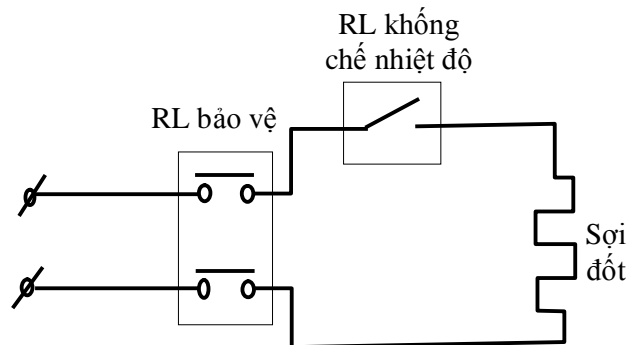 RL khống
chế nhiệt độ
RL bảo vệ
Sợi
đốt